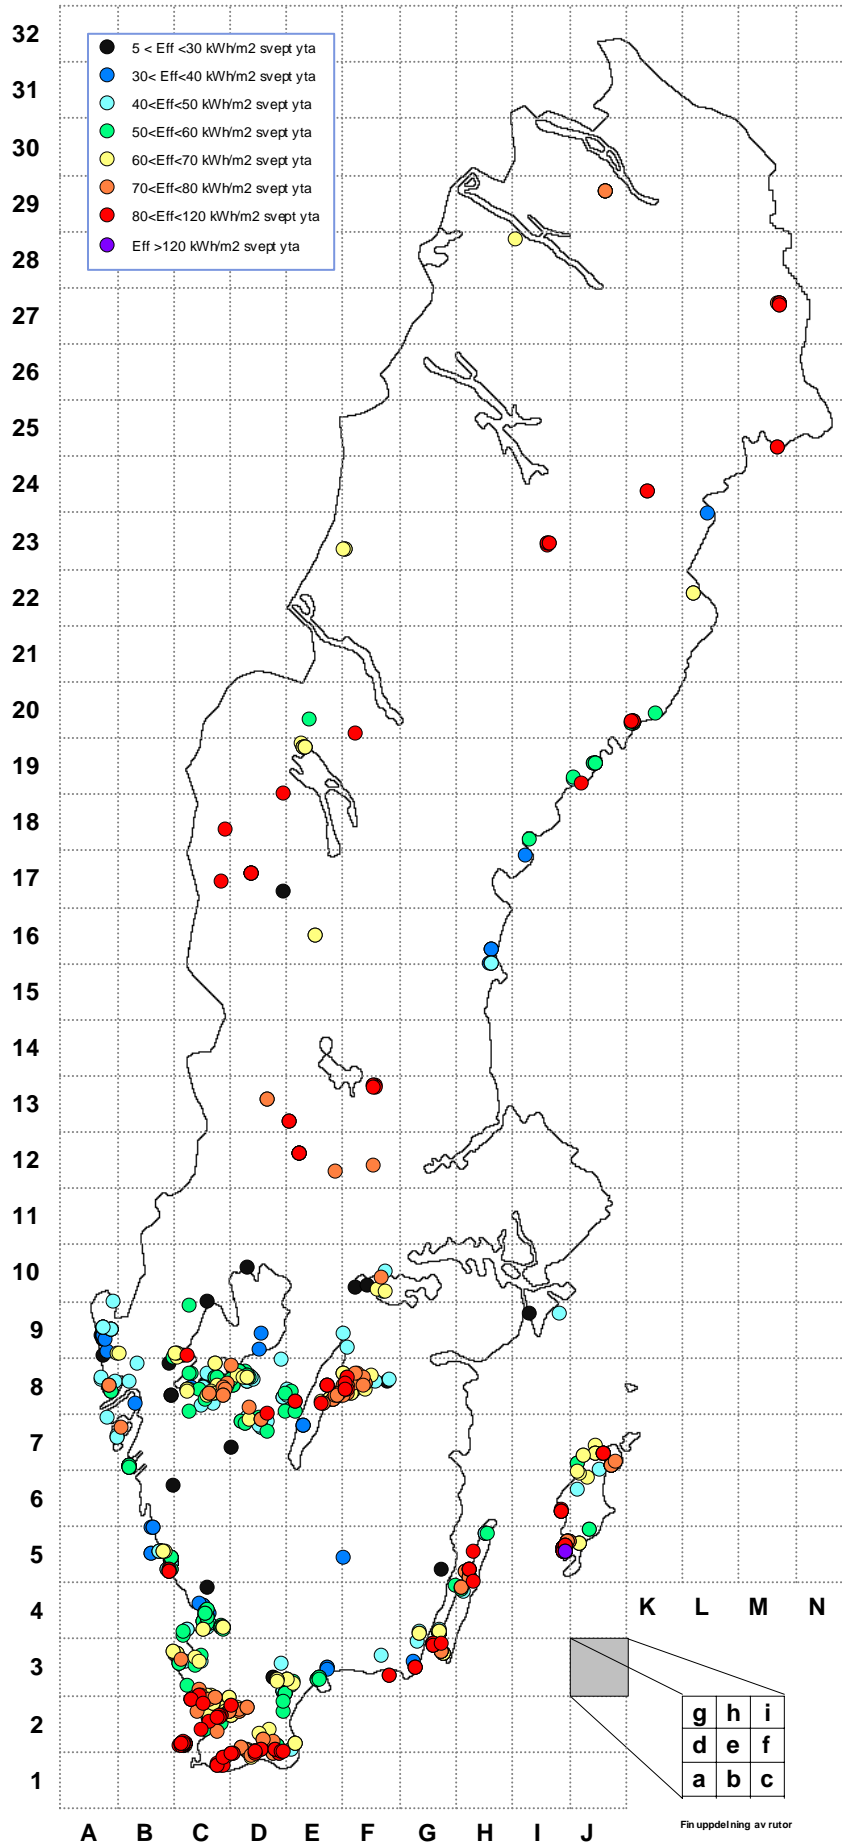 32
31
30
29
28
27
26
25
24
23
22
21
20
19
18
17
16
15
14
13
12
11
10
9
8
7
6
5
4
3
2
1
5 < Eff <30 kWh/m2 svept yta
30< Eff<40 kWh/m2 svept yta
40<Eff<50 kWh/m2 svept yta
50<Eff<60 kWh/m2 svept yta
60<Eff<70 kWh/m2 svept yta
70<Eff<80 kWh/m2 svept yta
80<Eff<120 kWh/m2 svept yta
Eff >120 kWh/m2 svept yta
K L M N
g h i
d e f
a b c
Fin uppdelning av rutor
A B C D E F G H I J